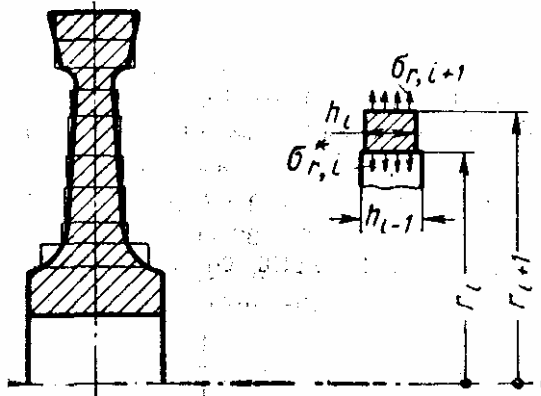 σr, i+1
hi
σ*r, i
hi-1
ri
ri+1